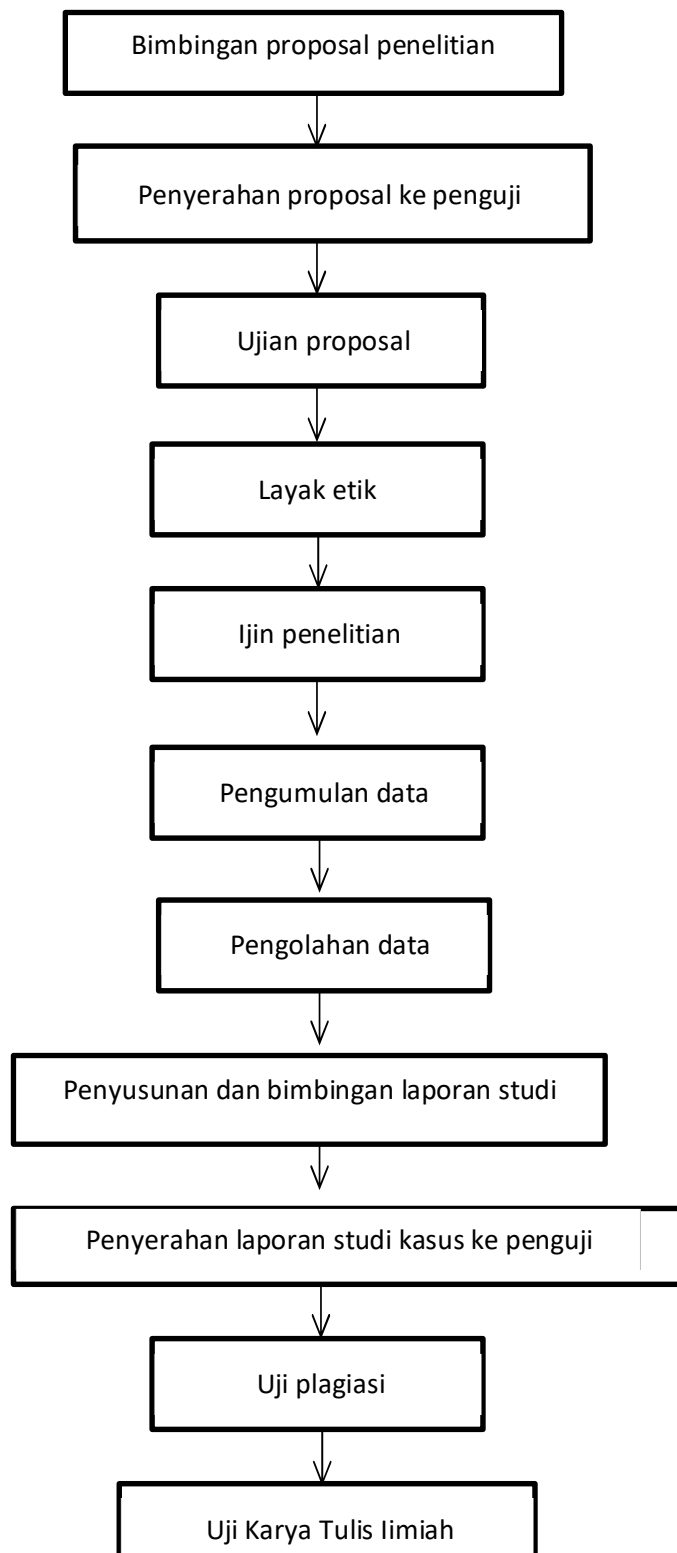 Bimbingan proposal penelitian
Penyerahan proposal ke penguji
Ujian proposal
Layak etik
Ijin penelitian
Pengumulan data
Pengolahan data
Penyusunan dan bimbingan laporan studi
Penyerahan laporan studi kasus ke penguji
Uji plagiasi
Uji Karya Tulis Iimiah